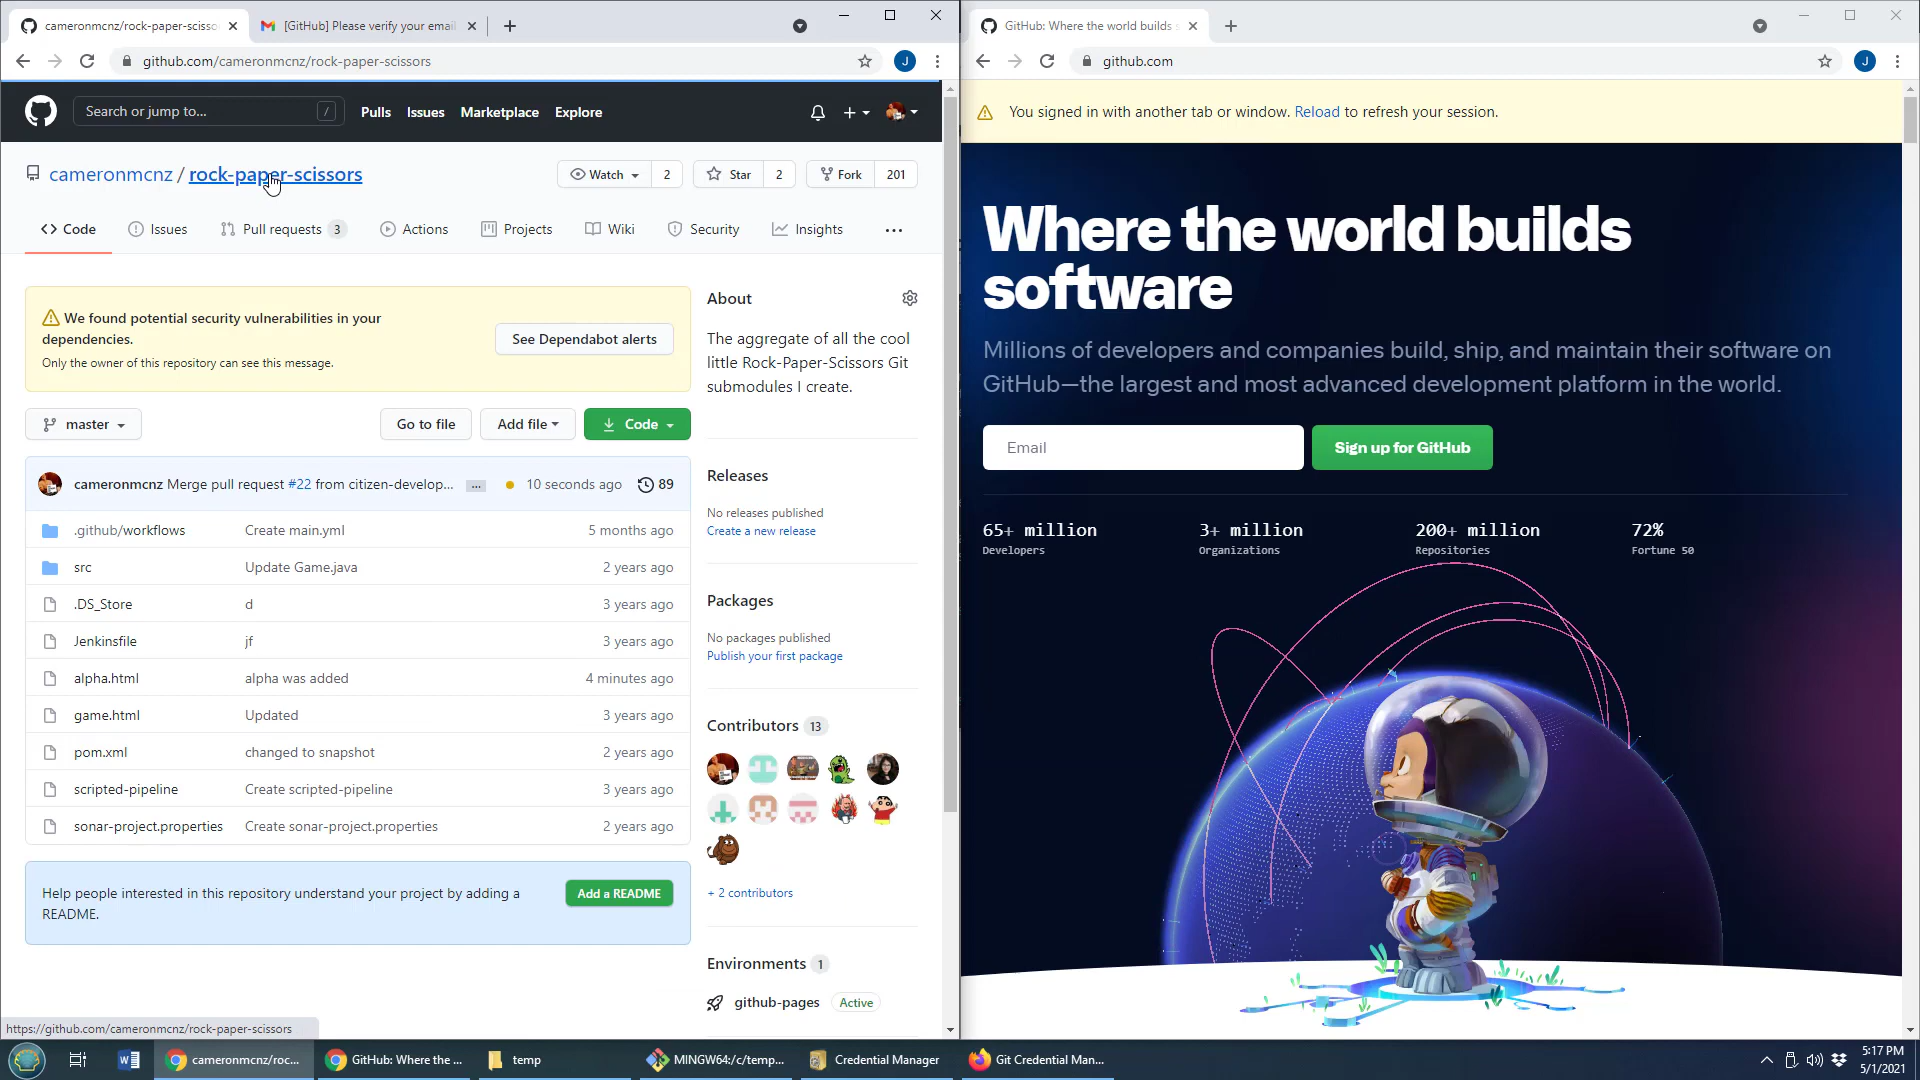 cameronmcnz/rock-paper-scisso
[GitHub] Please verify your email
github.com/cameronmcnz/rock-paper-scissors
J
Search or jump to...
/
Pulls
Issues
Marketplace
Explore
cameronmcnz / rock-paper-scissors
Watch
2
Star
2
Fork
201
Code
Issues
Pull requests 3
Actions
Projects
Wiki
Security
Insights
We found potential security vulnerabilities in your
dependencies.
Only the owner of this repository can see this message.
See Dependabot alerts
master
Go to file
Add file
Code
cameronmcnz Merge pull request #22 from citizen-develop... ... 10 seconds ago 89
.github/workflows Create main.yml 5 months ago
src Update Game.java 2 years ago
.DS_Store d 3 years ago
Jenkinsfile jf 3 years ago
alpha.html alpha was added 4 minutes ago
game.html Updated 3 years ago
pom.xml changed to snapshot 2 years ago
scripted-pipeline Create scripted-pipeline 3 years ago
sonar-project.properties Create sonar-project.properties 2 years ago
Help people interested in this repository understand your project by adding a
README.
Add a README
About
The aggregate of all the cool
little Rock-Paper-Scissors Git
submodules I create.
Releases
No releases published
Create a new release
Packages
No packages published
Publish your first package
Contributors 13
+ 2 contributors
Environments 1
github-pages Active
https://github.com/cameronmcnz/rock-paper-scissors
GitHub: Where the world builds s
github.com
J
You signed in with another tab or window. Reload to refresh your session.
Where the world builds
software
Millions of developers and companies build, ship, and maintain their software on
GitHub—the largest and most advanced development platform in the world.
Email
Sign up for GitHub
65+ million
Developers
3+ million
Organizations
200+ million
Repositories
72%
Fortune 50
cameronmcnz/roc...
GitHub: Where the ...
temp
MINGW64:/c/temp...
Credential Manager
Git Credential Man...
5:17 PM
5/1/2021